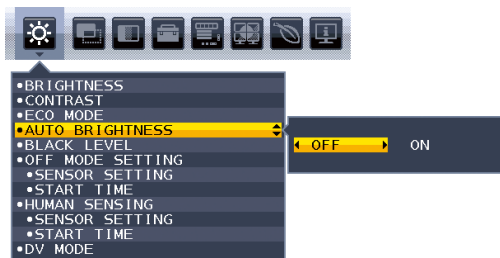 •BRIGHTNESS
•CONTRAST
•ECO MODE
•AUTO BRIGHTNESS
OFF ON
•BLACK LEVEL
•OFF MODE SETTING
•SENSOR SETTING
•START TIME
•HUMAN SENSING
•SENSOR SETTING
•START TIME
•DV MODE